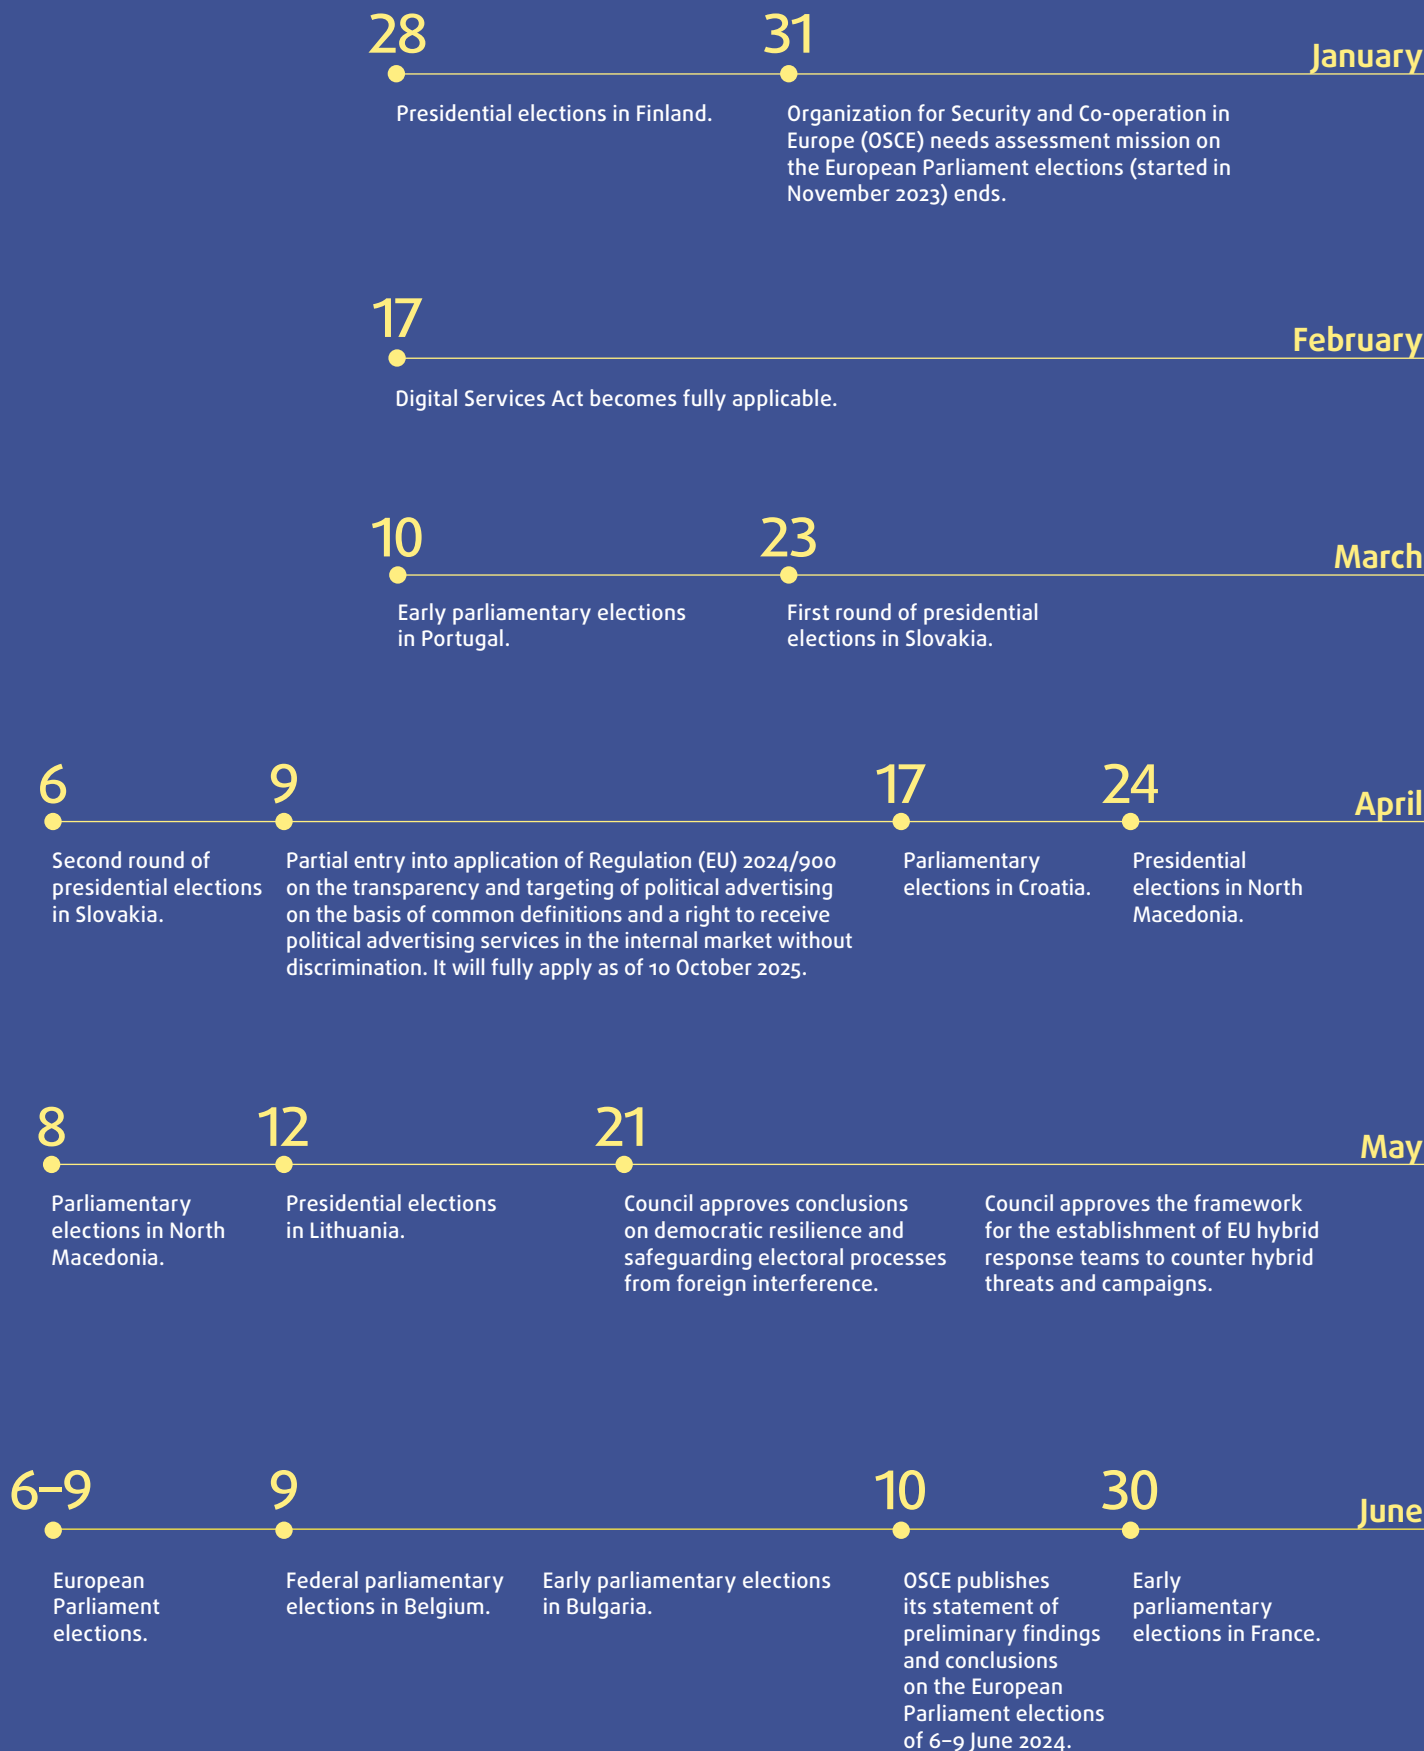 January
28
Presidential elections in Finland.
31
Organization for Security and Co-operation in
Europe (OSCE) needs assessment mission on
the European Parliament elections (started in
November 2023) ends.
February
17
Digital Services Act becomes fully applicable.
March
10
Early parliamentary elections
in Portugal.
23
First round of presidential
elections in Slovakia.
April
6
Second round of
presidential elections
in Slovakia.
9
Partial entry into application of Regulation (EU) 2024/900
on the transparency and targeting of political advertising
on the basis of common definitions and a right to receive
political advertising services in the internal market without
discrimination. It will fully apply as of 10 October 2025.
17
Parliamentary
elections in Croatia.
24
Presidential
elections in North
Macedonia.
May
8
Parliamentary
elections in North
Macedonia.
12
Presidential elections
in Lithuania.
21
Council approves conclusions
on democratic resilience and
safeguarding electoral processes
from foreign interference.
Council approves the framework
for the establishment of EU hybrid
response teams to counter hybrid
threats and campaigns.
June
6–9
European
Parliament
elections.
9
Federal parliamentary
elections in Belgium.
Early parliamentary elections
in Bulgaria.
10
OSCE publishes
its statement of
preliminary findings
and conclusions
on the European
Parliament elections
of 6–9 June 2024.
30
Early
parliamentary
elections in France.